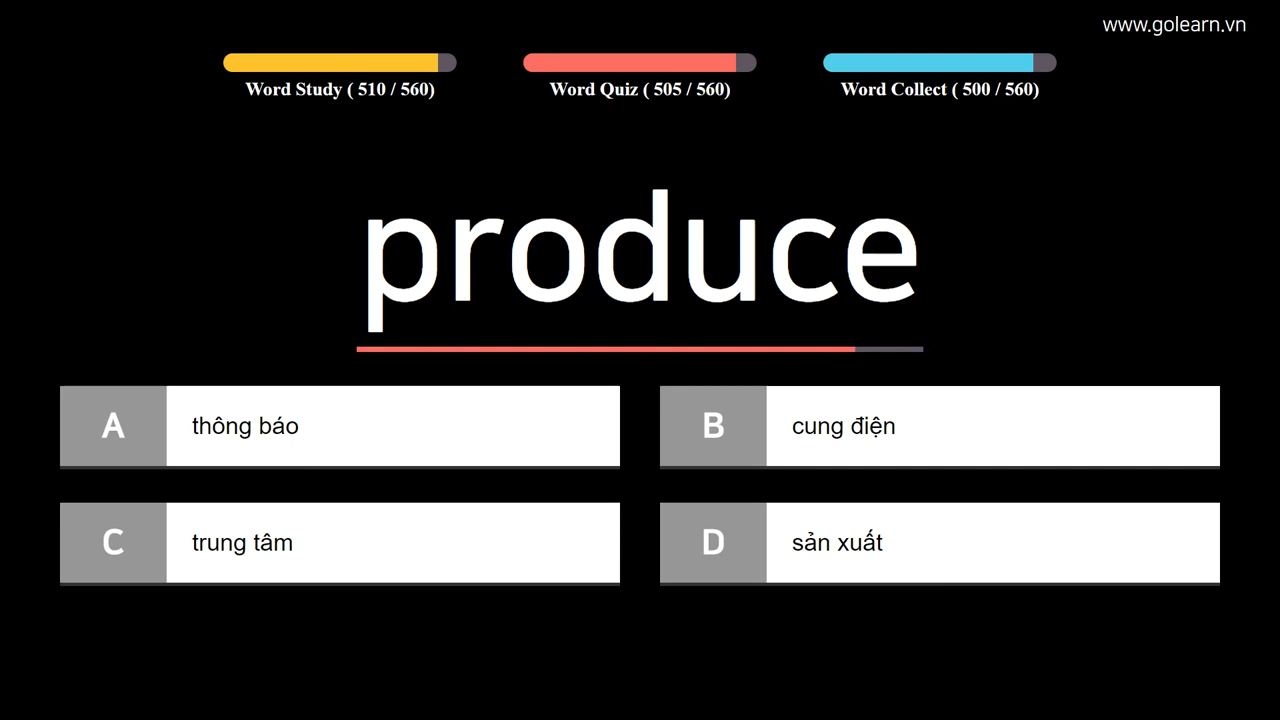 www.golearn.vn
Word Study ( 510 / 560)
Word Quiz ( 505 / 560)
Word Collect ( 500 / 560)
produce
A thông báo
B cung điện
C trung tâm
D sản xuất